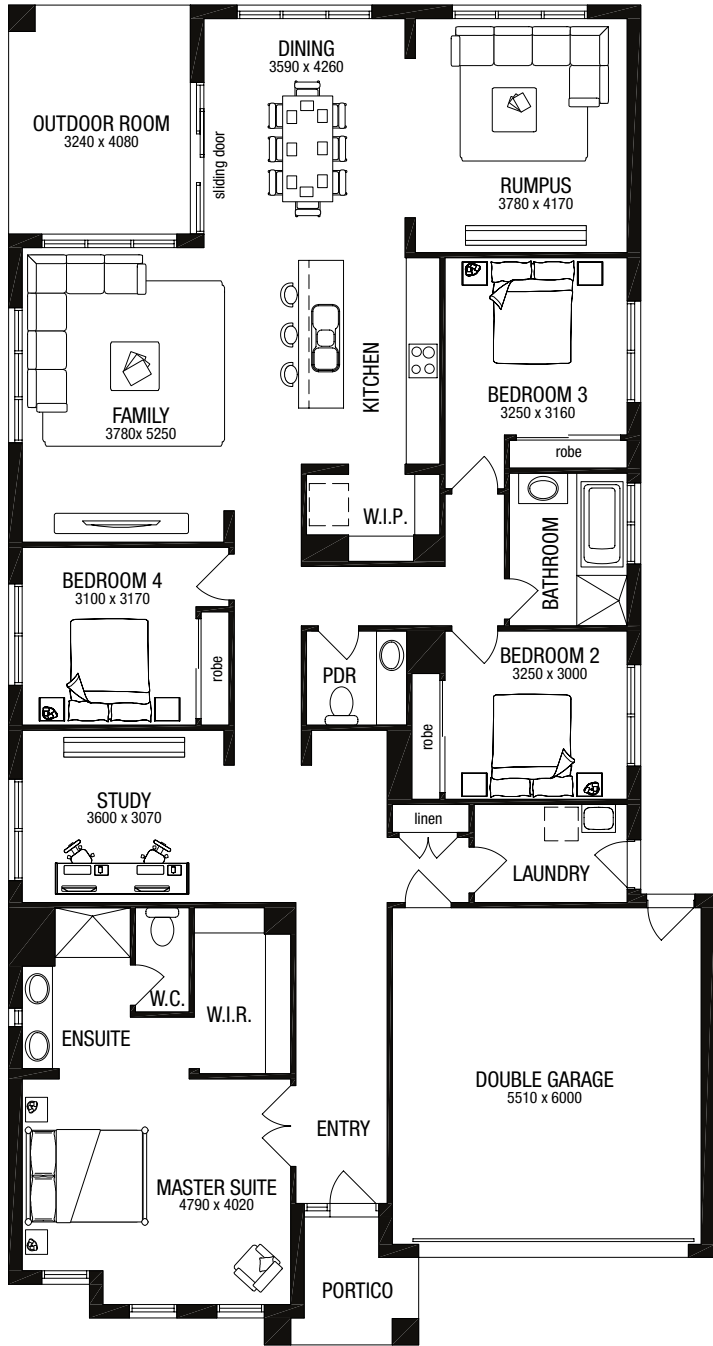 DINING
3590 x 4260
OUTDOOR ROOM
3240 x 4080
sliding door
RUMPUS
3780 x 4170
KITCHEN
BEDROOM 3
3250 x 3160
FAMILY
3780x 5250
robe
W.I.P.
BATHROOM
BEDROOM 4
3100 x 3170
robe
PDR
BEDROOM 2
3250 x 3000
robe
STUDY
3600 x 3070
linen
LAUNDRY
W.C.
W.I.R.
ENSUITE
DOUBLE GARAGE
5510 x 6000
ENTRY
MASTER SUITE
4790 x 4020
PORTICO